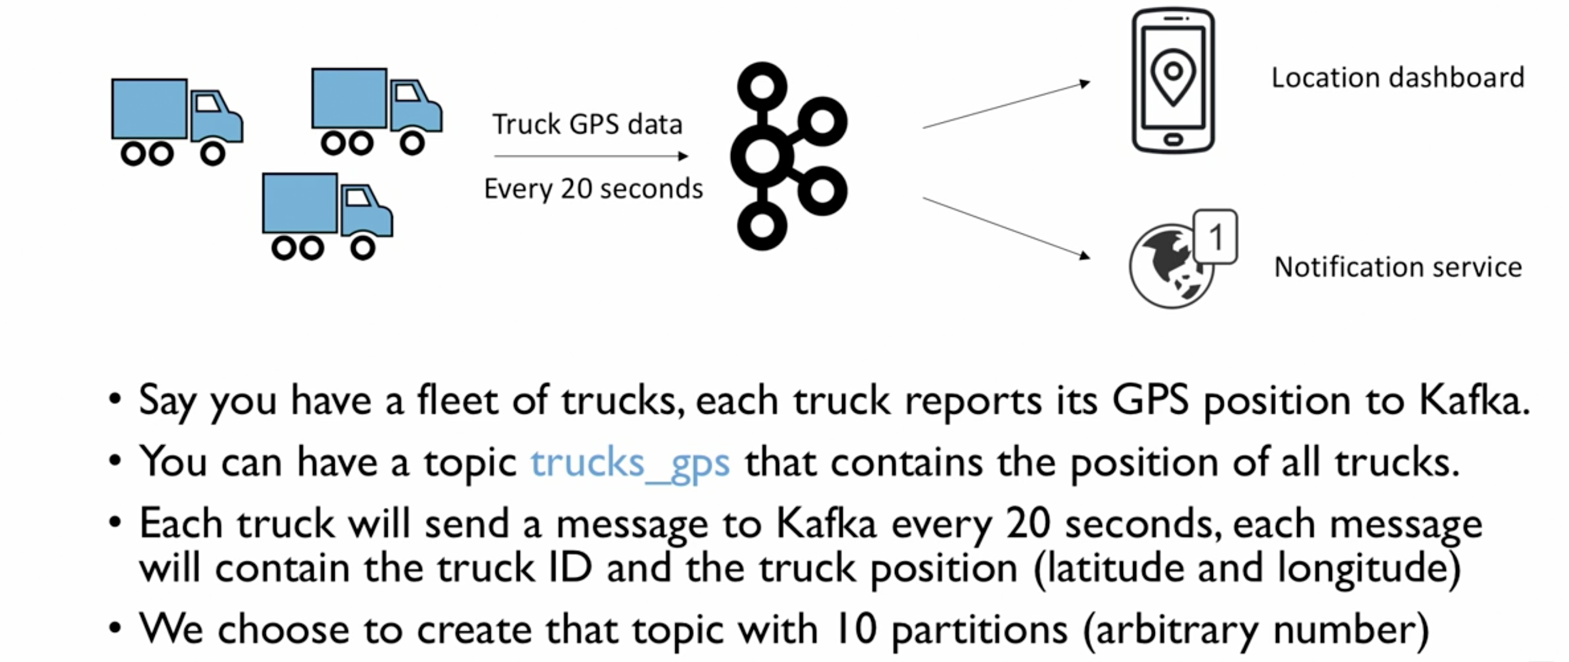 Truck GPS data
Every 20 seconds
Location dashboard
1
Notification service
• Say you have a fleet of trucks, each truck reports its GPS position to Kafka.
• You can have a topic trucks_gps that contains the position of all trucks.
• Each truck will send a message to Kafka every 20 seconds, each message
will contain the truck ID and the truck position (latitude and longitude)
• We choose to create that topic with 10 partitions (arbitrary number)